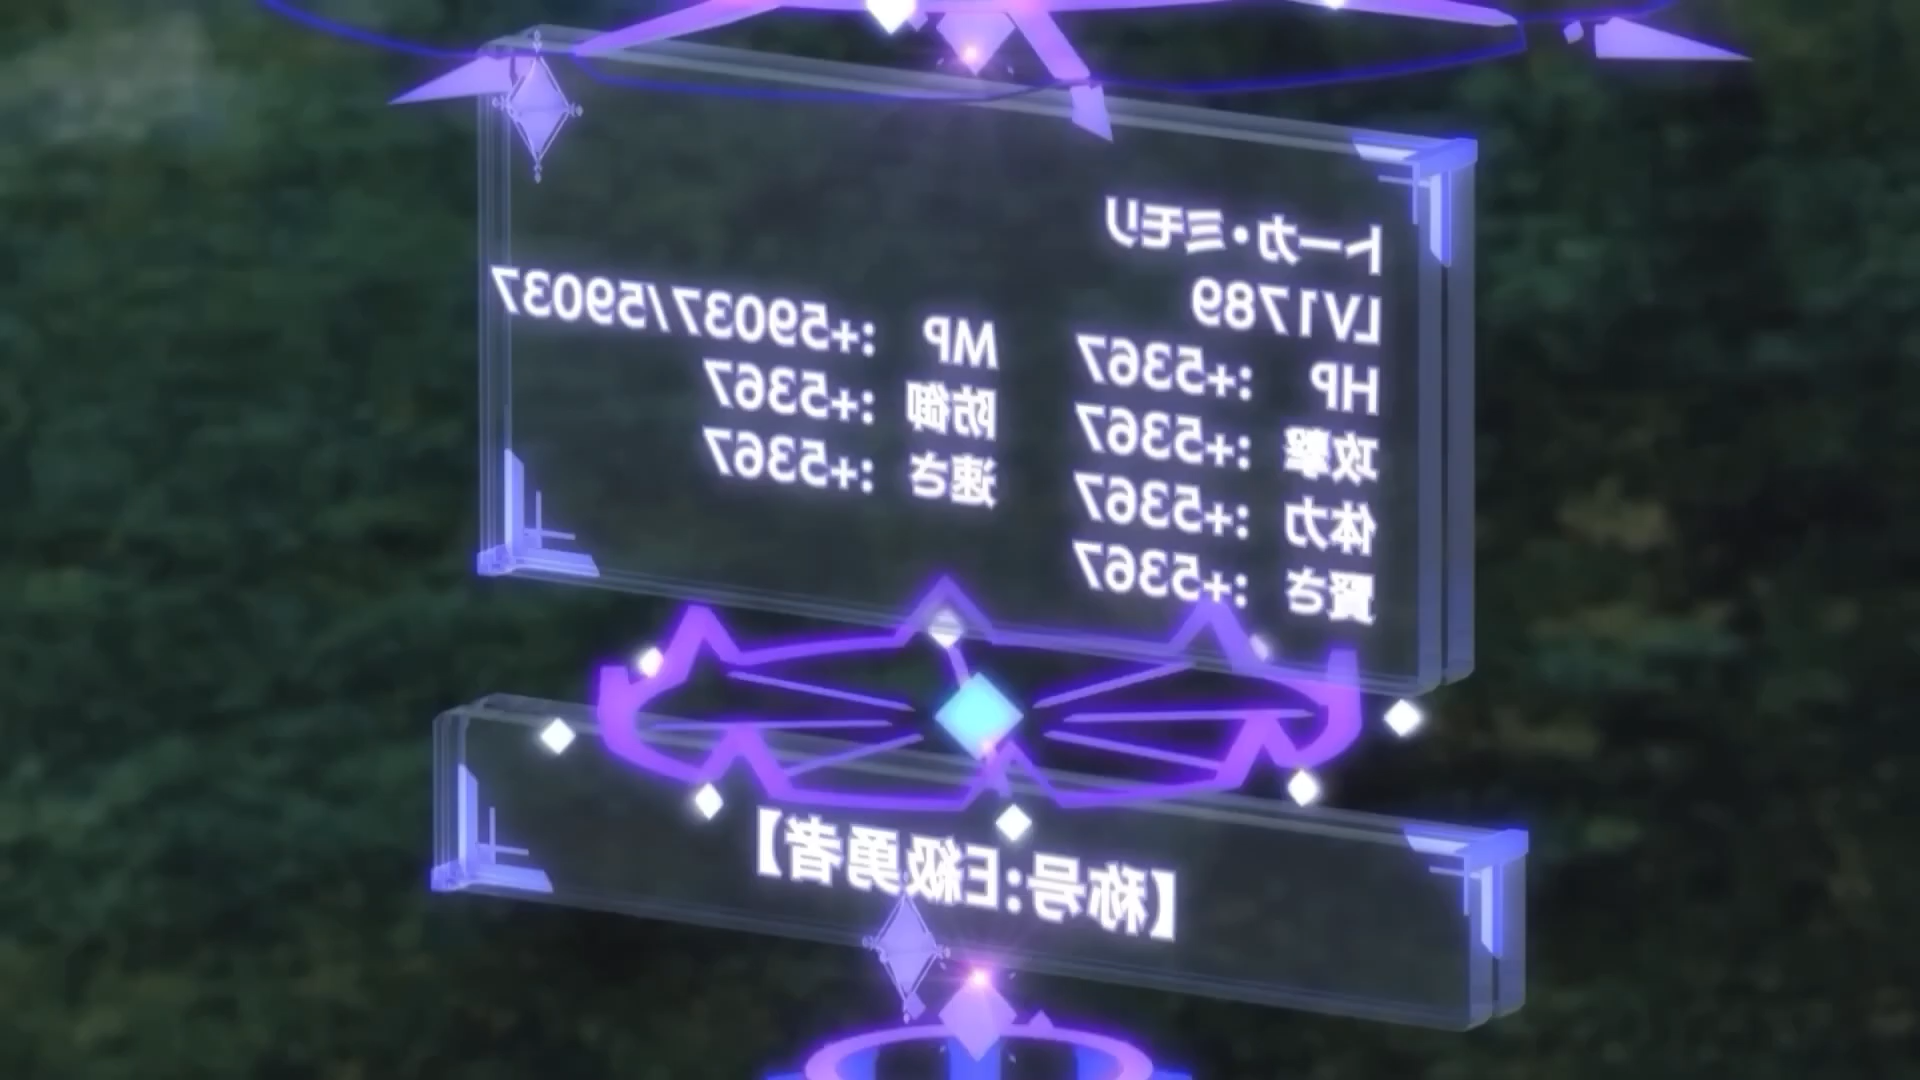 トーカ・ミモリ
LV1789
HP :+5367 MP :+59037/59037
攻撃 :+5367 防御 :+5367
体力 :+5367 速さ :+5367
賢さ :+5367
【称号:E級勇者】